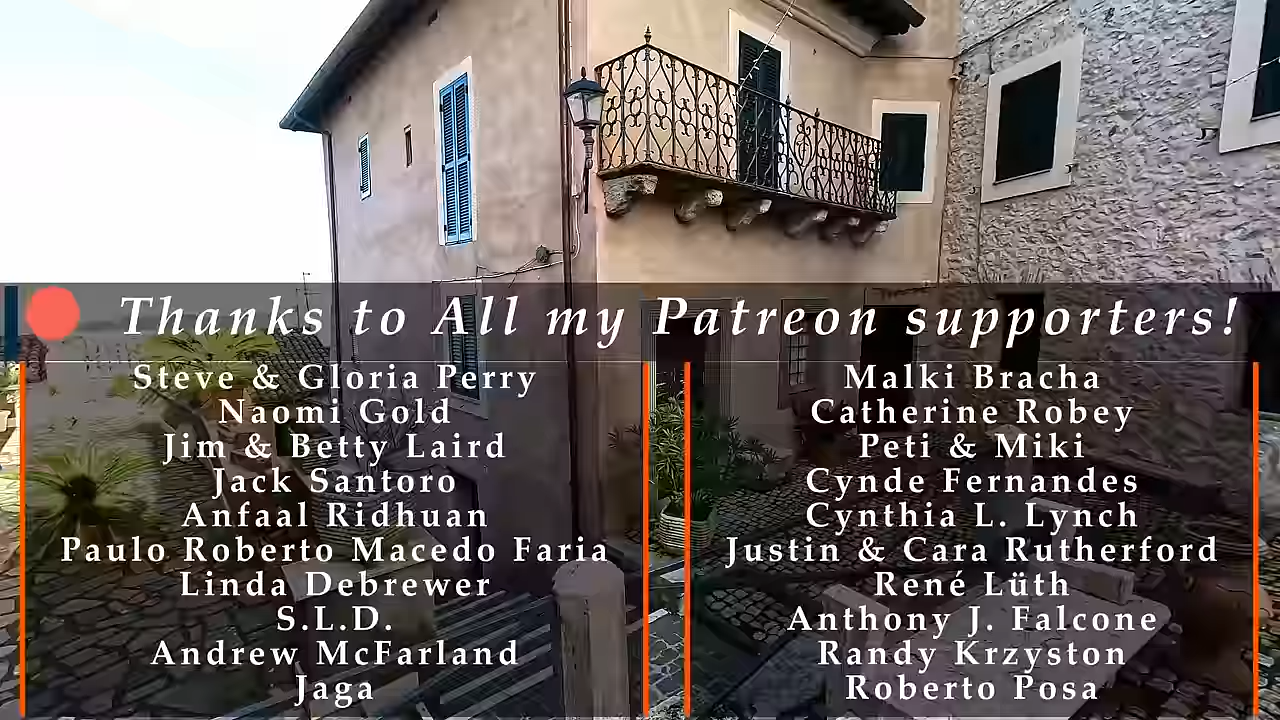 Thanks to All my Patreon supporters!
Steve & Gloria Perry
Naomi Gold
Jim & Betty Laird
Jack Santoro
Anfaal Ridhuan
Paulo Roberto Macedo Faria
Linda Debrewer
S.L.D.
Andrew McFarland
Jaga
Malki Bracha
Catherine Robey
Peti & Miki
Cynde Fernandes
Cynthia L. Lynch
Justin & Cara Rutherford
René Lüth
Anthony J. Falcone
Randy Krzyston
Roberto Posa